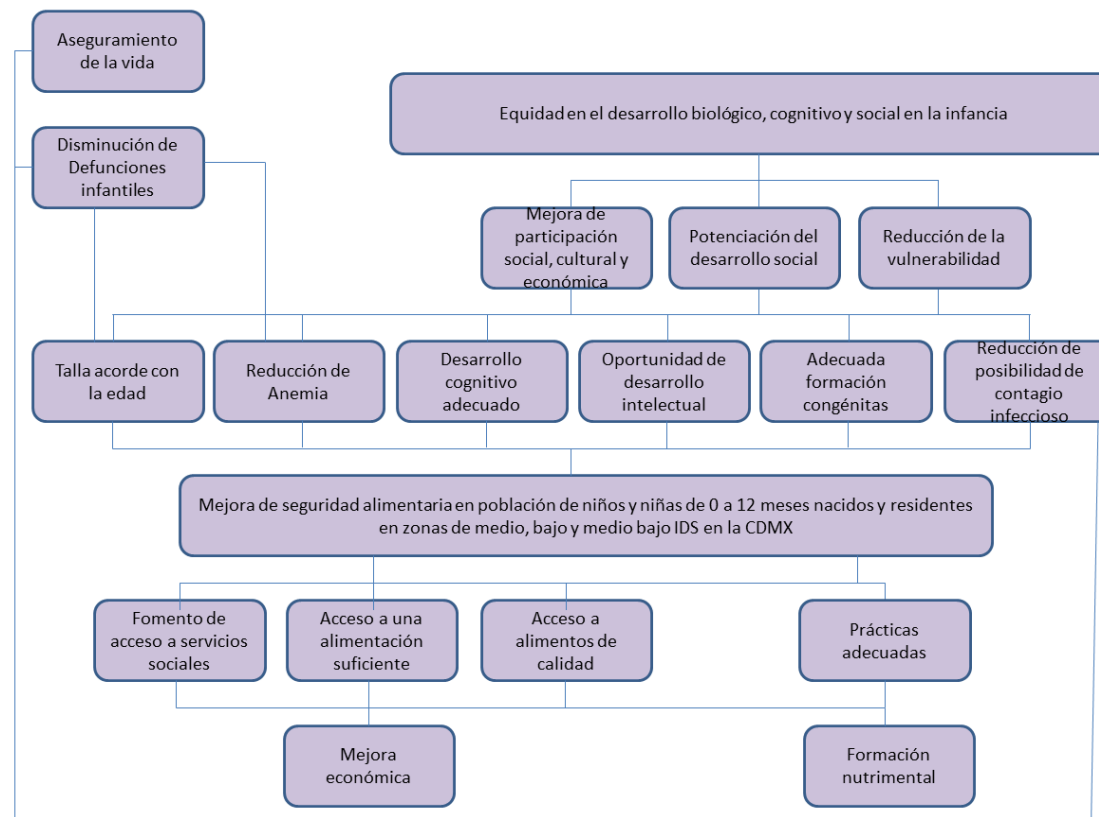 Aseguramiento
de la vida
Equidad en el desarrollo biológico, cognitivo y social en la infancia
Disminución de
Defunciones
infantiles
Mejora de
participación
social, cultural y
económica
Potenciación del
desarrollo social
Reducción de la
vulnerabilidad
Talla acorde con
la edad
Reducción de
Anemia
Desarrollo
cognitivo
adecuado
Oportunidad de
desarrollo
intelectual
Adecuada
formación
congénitas
Reducción de
posibilidad de
contagio
infeccioso
Mejora de seguridad alimentaria en población de niños y niñas de 0 a 12 meses nacidos y residentes
en zonas de medio, bajo y medio bajo IDS en la CDMX
Fomento de
acceso a servicios
sociales
Acceso a una
alimentación
suficiente
Acceso a
alimentos de
calidad
Prácticas
adecuadas
Mejora
económica
Formación
nutrimental